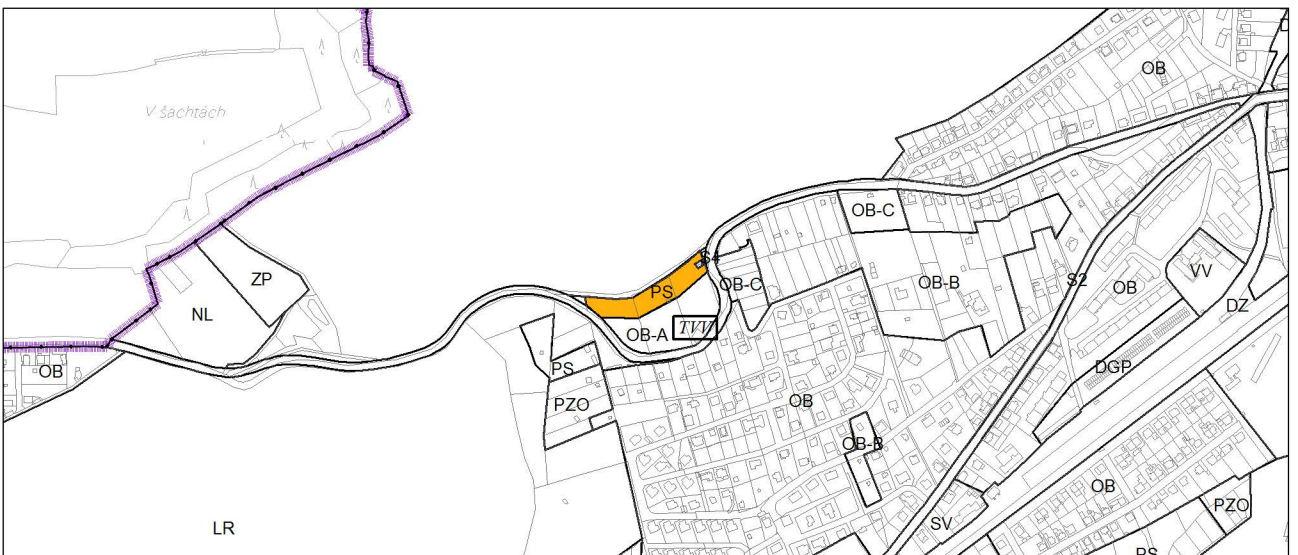 OB
V šachtách
OB-C
S4
ZP
OB-C
VV
OB-B
S2
OB
PS
NL
DZ
TVV
OB-A
DGP
PS
OB
OB
PZO
OB-B
OB
PZO
SV
LR
PS